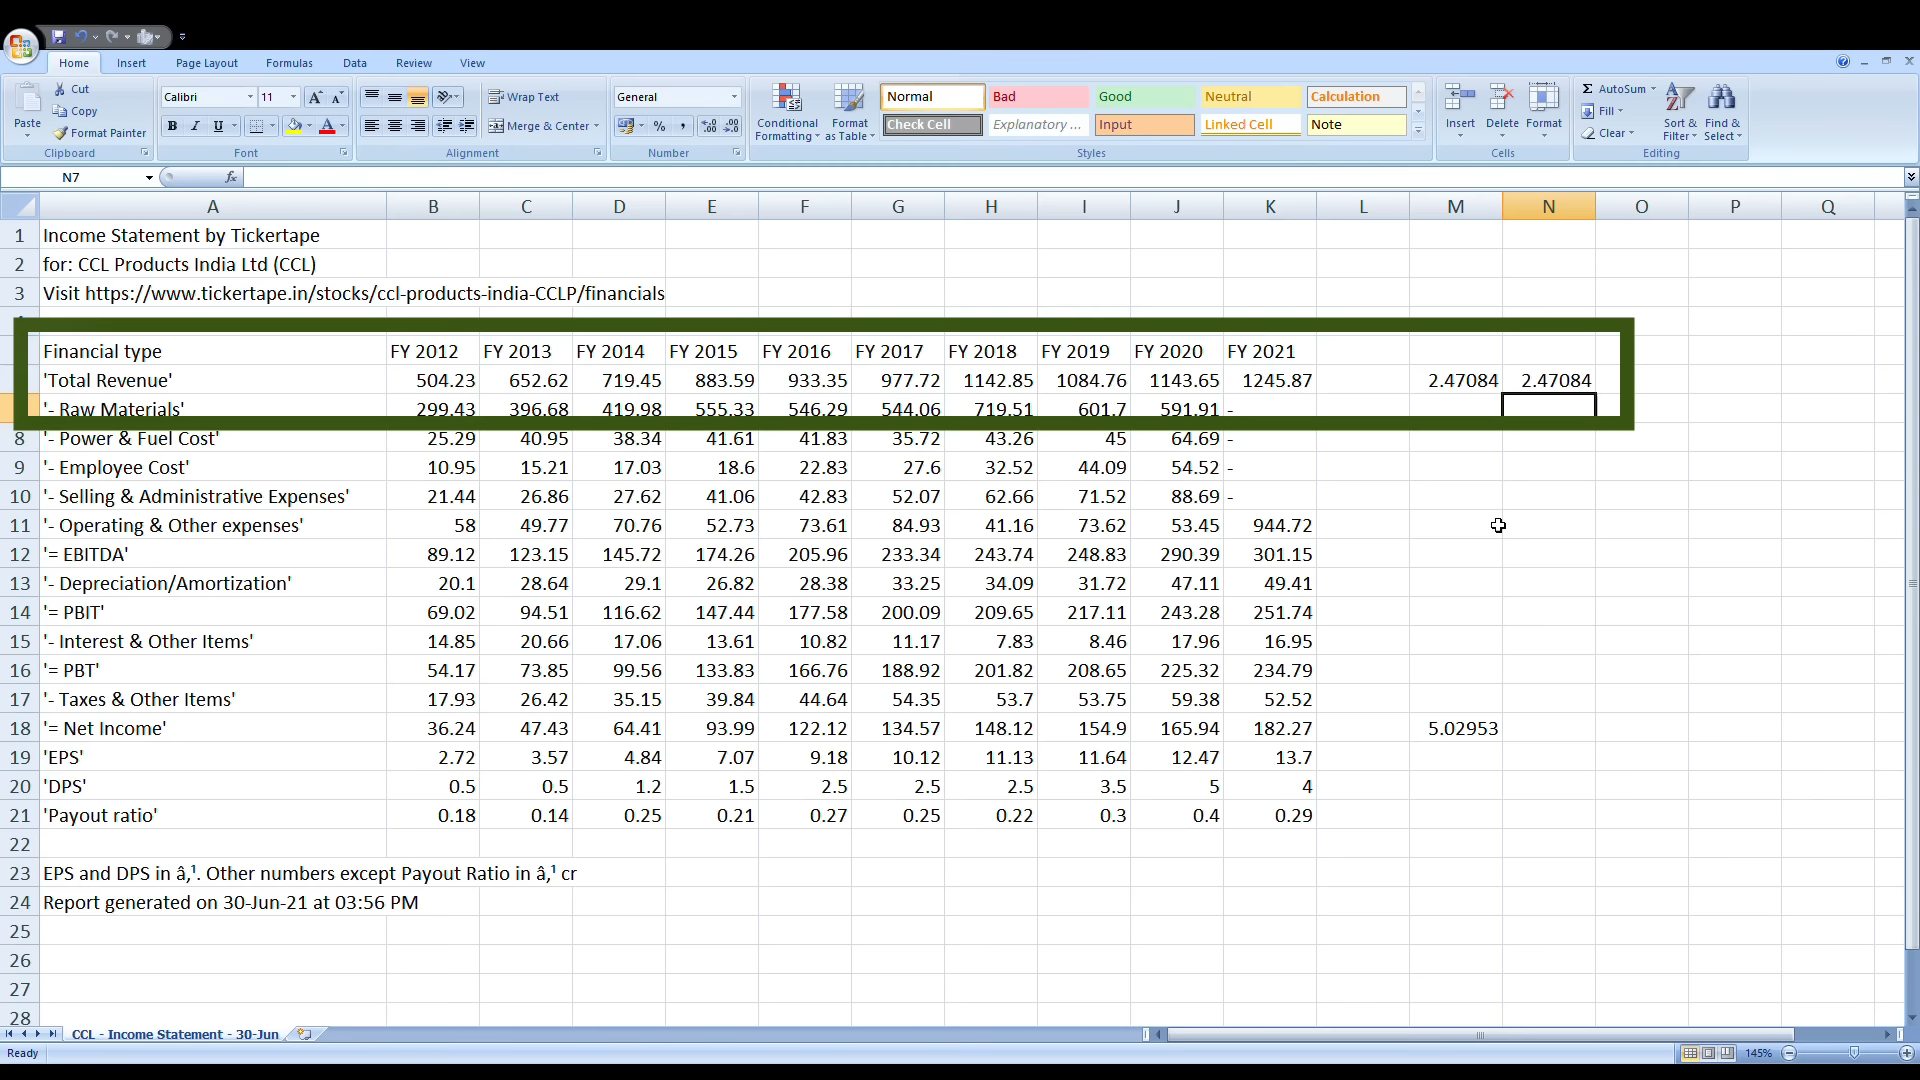 Home Insert Page Layout Formulas Data Review View
Cut
Copy
Format Painter
Paste
Clipboard
Calibri 11
B I U
Font
Wrap Text
Merge & Center
Alignment
General
Number
Conditional Formatting
Format as Table
Normal Bad Good Neutral Calculation
Check Cell Explanatory ... Input Linked Cell Note
Styles
Insert Delete Format
Cells
AutoSum
Fill
Clear
Sort & Filter
Find & Select
Editing
N7 fx
A B C D E F G H I J K L M N O P Q
1 Income Statement by Tickertape
2 for: CCL Products India Ltd (CCL)
3 Visit https://www.tickertape.in/stocks/ccl-products-india-CCLP/financials
Financial type FY 2012 FY 2013 FY 2014 FY 2015 FY 2016 FY 2017 FY 2018 FY 2019 FY 2020 FY 2021
'Total Revenue' 504.23 652.62 719.45 883.59 933.35 977.72 1142.85 1084.76 1143.65 1245.87 2.47084 2.47084
'- Raw Materials' 299.43 396.68 419.98 555.33 546.29 544.06 719.51 601.7 591.91 -
8 '- Power & Fuel Cost' 25.29 40.95 38.34 41.61 41.83 35.72 43.26 45 64.69 -
9 '- Employee Cost' 10.95 15.21 17.03 18.6 22.83 27.6 32.52 44.09 54.52 -
10 '- Selling & Administrative Expenses' 21.44 26.86 27.62 41.06 42.83 52.07 62.66 71.52 88.69 -
11 '- Operating & Other expenses' 58 49.77 70.76 52.73 73.61 84.93 41.16 73.62 53.45 944.72
12 '= EBITDA' 89.12 123.15 145.72 174.26 205.96 233.34 243.74 248.83 290.39 301.15
13 '- Depreciation/Amortization' 20.1 28.64 29.1 26.82 28.38 33.25 34.09 31.72 47.11 49.41
14 '= PBIT' 69.02 94.51 116.62 147.44 177.58 200.09 209.65 217.11 243.28 251.74
15 '- Interest & Other Items' 14.85 20.66 17.06 13.61 10.82 11.17 7.83 8.46 17.96 16.95
16 '= PBT' 54.17 73.85 99.56 133.83 166.76 188.92 201.82 208.65 225.32 234.79
17 '- Taxes & Other Items' 17.93 26.42 35.15 39.84 44.64 54.35 53.7 53.75 59.38 52.52
18 '= Net Income' 36.24 47.43 64.41 93.99 122.12 134.57 148.12 154.9 165.94 182.27 5.02953
19 'EPS' 2.72 3.57 4.84 7.07 9.18 10.12 11.13 11.64 12.47 13.7
20 'DPS' 0.5 0.5 1.2 1.5 2.5 2.5 2.5 3.5 5 4
21 'Payout ratio' 0.18 0.14 0.25 0.21 0.27 0.25 0.22 0.3 0.4 0.29
22
23 EPS and DPS in â‚¹. Other numbers except Payout Ratio in â‚¹ cr
24 Report generated on 30-Jun-21 at 03:56 PM
25
26
27
28
CCL - Income Statement - 30-Jun
Ready 145%